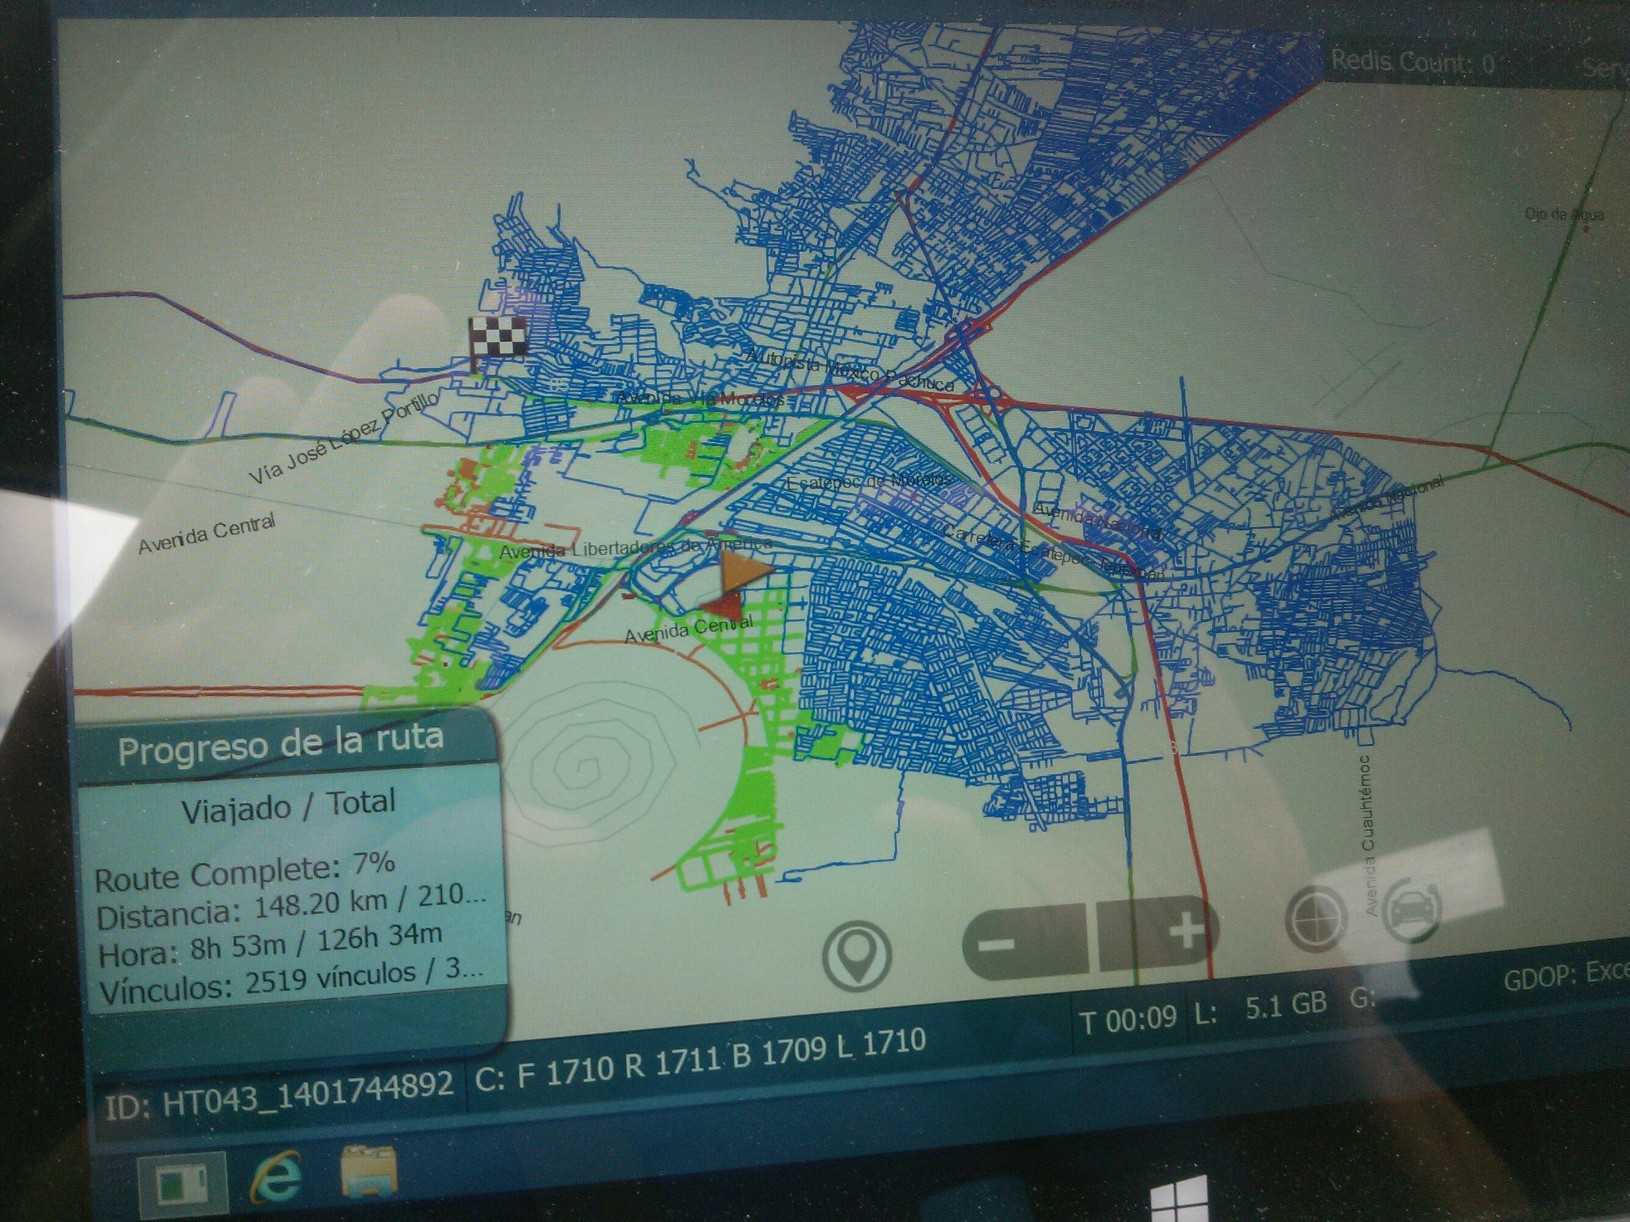 Redis Count: 0
Ojo de Agua
Autopista México Pachuca
Avenida Vía Morelos
Vía José López Portillo
Ecatepec de Morelos
Avenida Nacional
Avenida Nacional
Avenida Central
Carretera Ecatepec-Tepexpan
Avenida Libertadores de América
Avenida Central
Avenida Cuauhtémoc
Progreso de la ruta
Viajado / Total
Route Complete: 7%
Distancia: 148.20 km / 210...
Hora: 8h 53m / 126h 34m
Vínculos: 2519 vínculos / 3...
GDOP: Exce
T 00:09 L: 5.1 GB G:
ID: HT043_1401744892 C: F 1710 R 1711 B 1709 L 1710